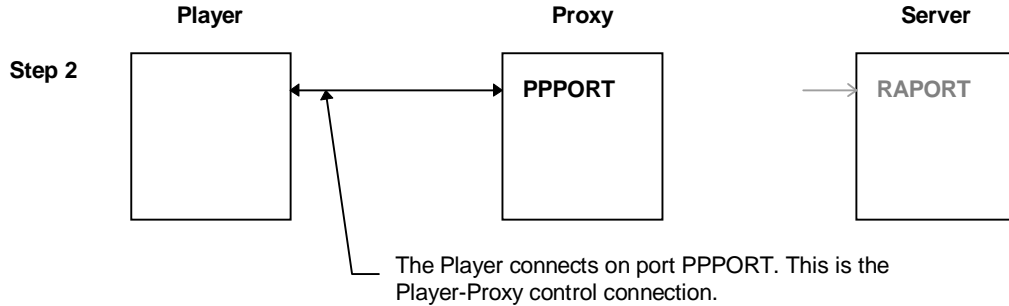 Player Proxy Server
Step 2
PPPORT RAPORT
The Player connects on port PPPORT. This is the
Player-Proxy control connection.